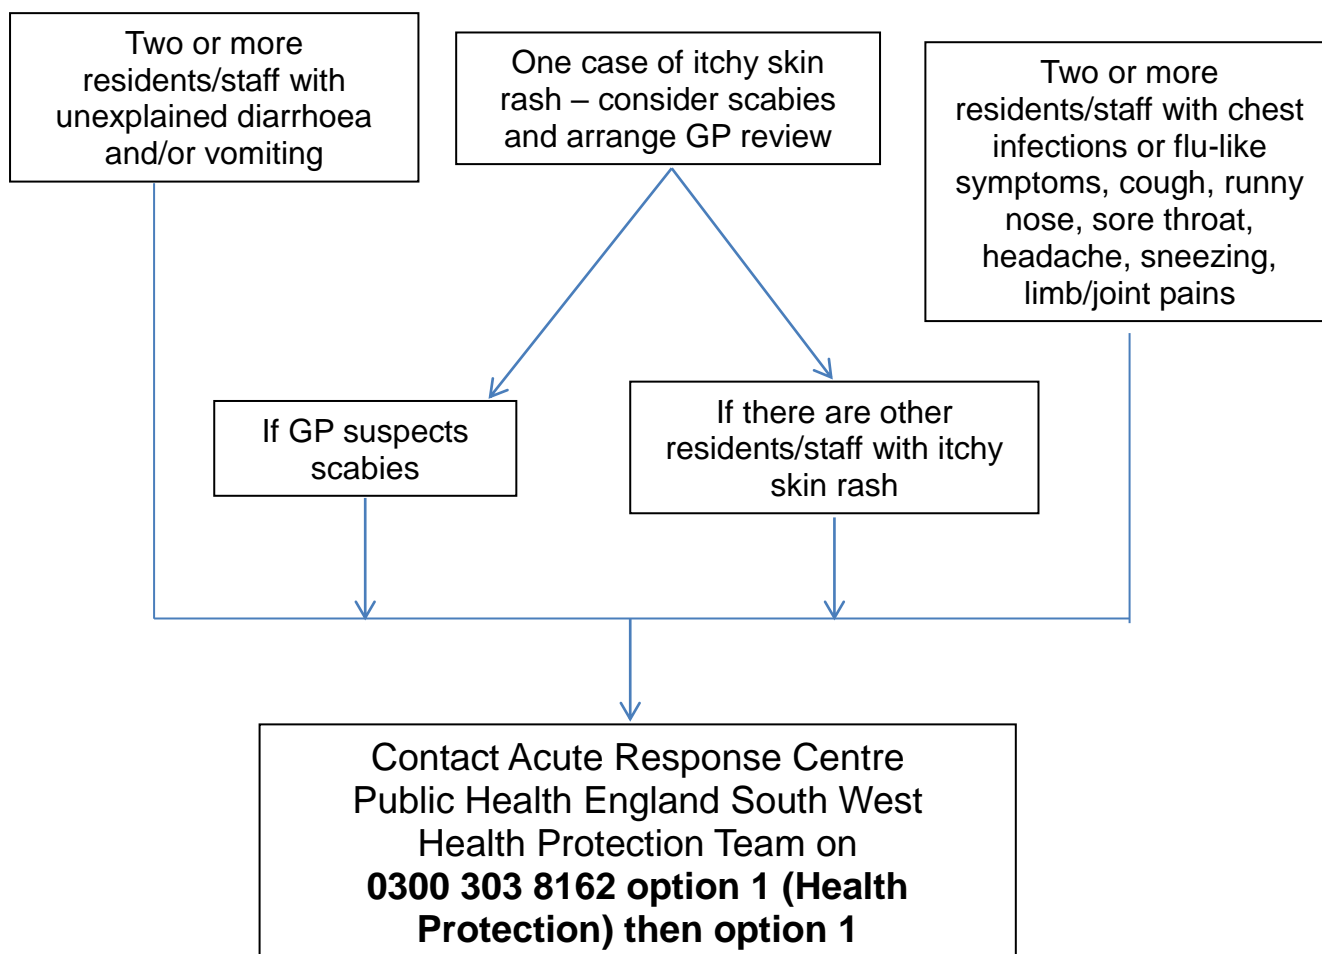 Two or more
residents/staff with
unexplained diarrhoea
and/or vomiting
One case of itchy skin
rash – consider scabies
and arrange GP review
Two or more
residents/staff with chest
infections or flu-like
symptoms, cough, runny
nose, sore throat,
headache, sneezing,
limb/joint pains
If GP suspects
scabies
If there are other
residents/staff with itchy
skin rash
Contact Acute Response Centre
Public Health England South West
Health Protection Team on
0300 303 8162 option 1 (Health
Protection) then option 1